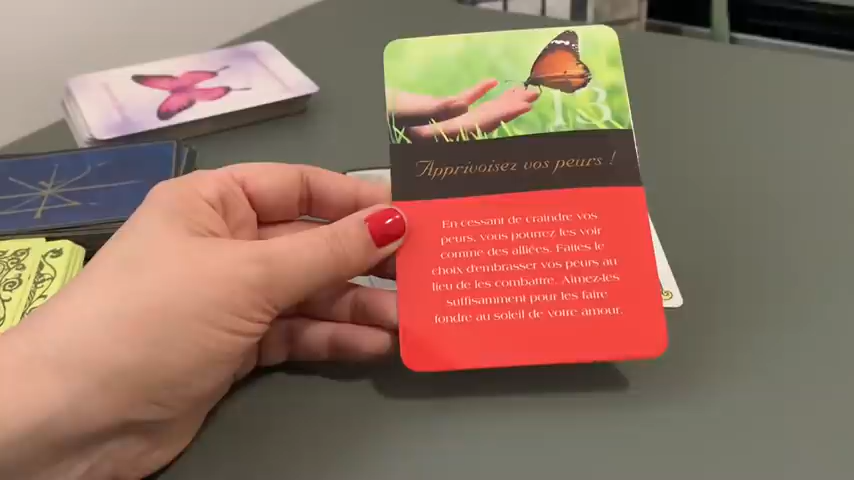 13
Apprivoisez vos peurs !
En cessant de craindre vos
peurs, vous pourrez les voir
comme des alliées. Faites le
choix d'embrasser vos peurs au
lieu de les combattre. Aimez-les
suffisamment pour les faire
fondre au soleil de votre amour.